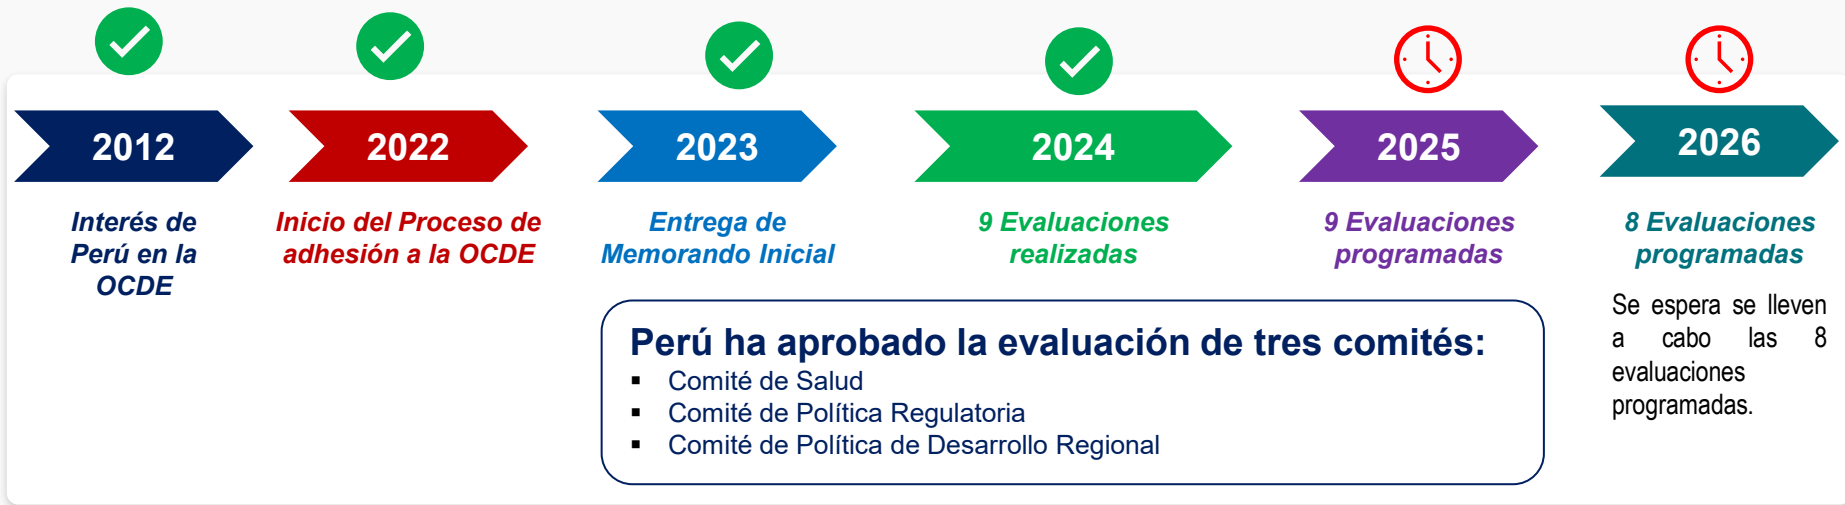 2012
2022
2023
2024
2025
2026
Interés de
Perú en la
OCDE
Inicio del Proceso de
adhesión a la OCDE
Entrega de
Memorando Inicial
9 Evaluaciones
realizadas
9 Evaluaciones
programadas
8 Evaluaciones
programadas
Se espera se lleven
a cabo las 8
evaluaciones
programadas.
Perú ha aprobado la evaluación de tres comités:
▪ Comité de Salud
▪ Comité de Política Regulatoria
▪ Comité de Política de Desarrollo Regional